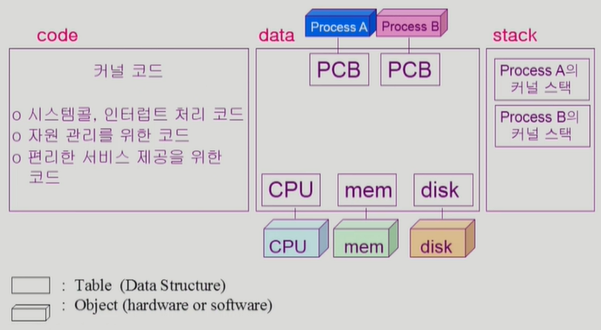 code
커널 코드
o 시스템콜, 인터럽트 처리 코드
o 자원 관리를 위한 코드
o 편리한 서비스 제공을 위한
코드
data
Process A
Process B
PCB
PCB
CPU
mem
disk
CPU
mem
disk
stack
Process A의
커널 스택
Process B의
커널 스택
: Table (Data Structure)
: Object (hardware or software)